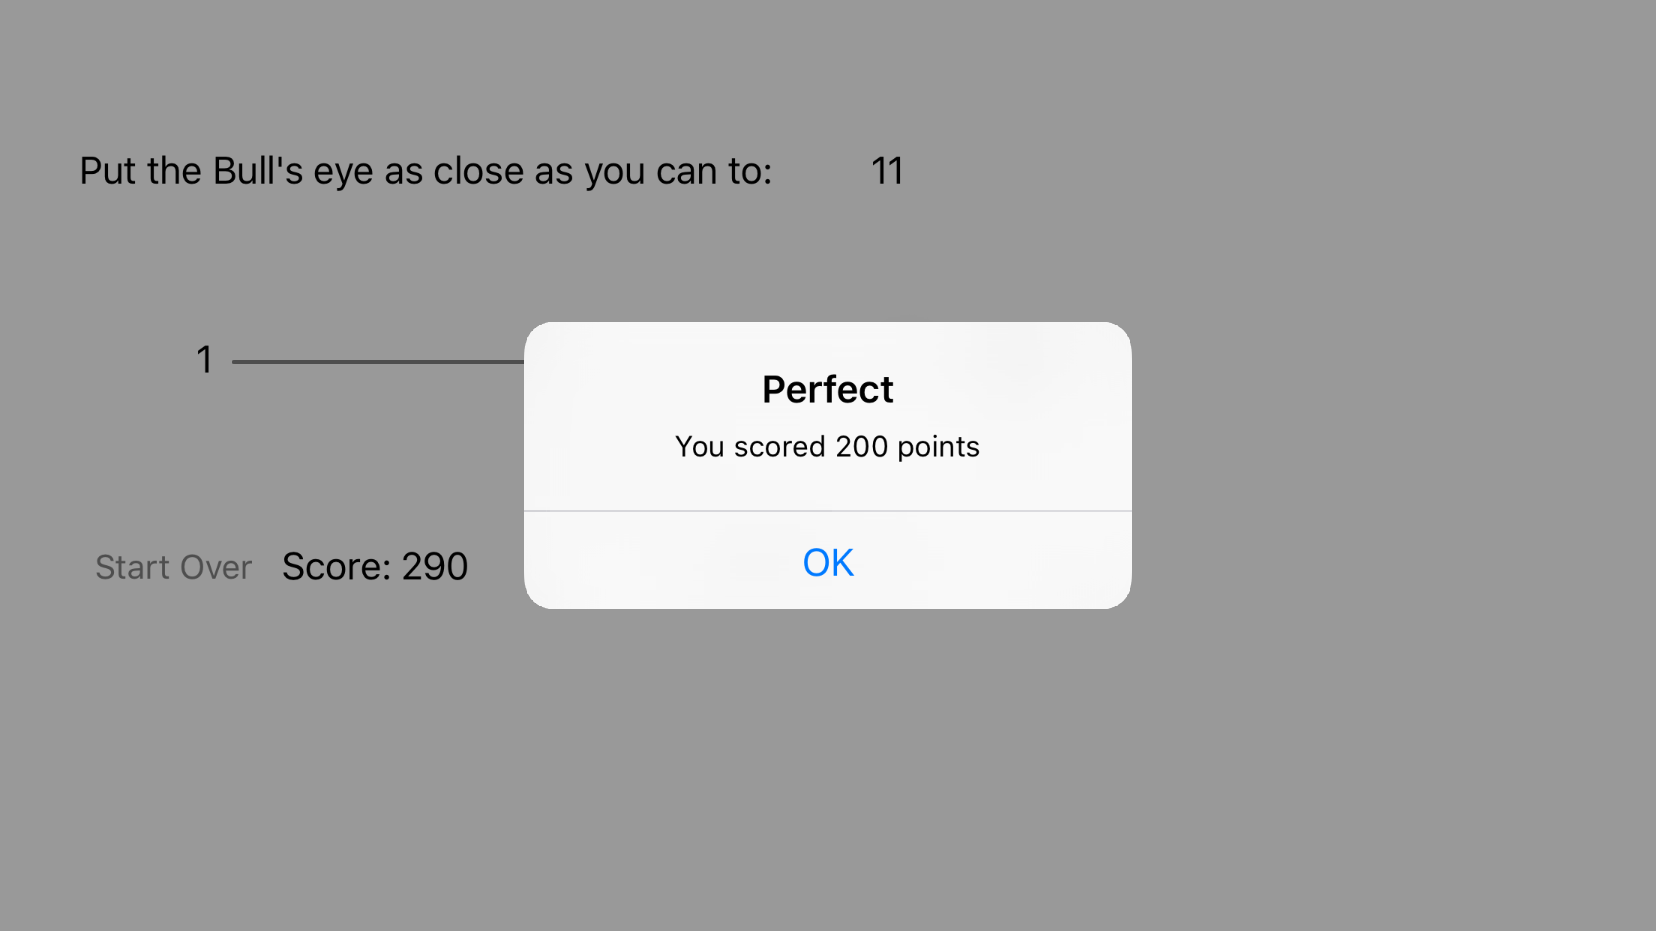 Put the Bull's eye as close as you can to: 11
1
Perfect
You scored 200 points
OK
Start Over Score: 290